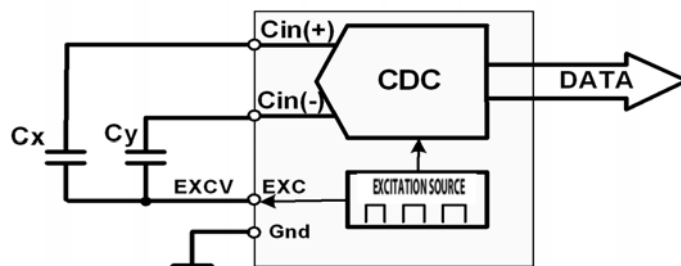 Cin(+)
CDC
DATA
Cin(-)
Cx
Cy
EXCV
EXC
EXCITATION SOURCE
Gnd